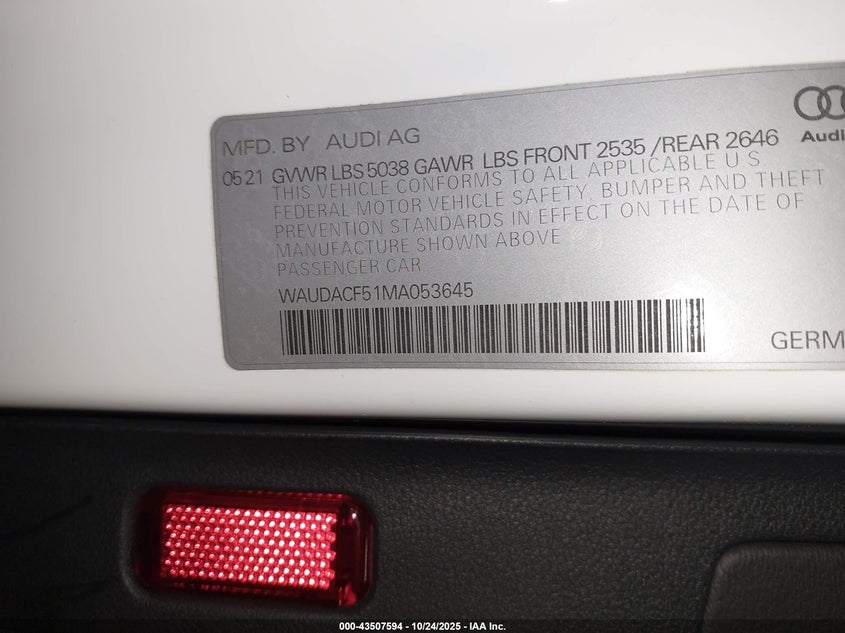 MFD. BY AUDI AG
Audi
0521 GVWR LBS 5038 GAWR LBS FRONT 2535 /REAR 2646
THIS VEHICLE CONFORMS TO ALL APPLICABLE U S
FEDERAL MOTOR VEHICLE SAFETY, BUMPER AND THEFT
PREVENTION STANDARDS IN EFFECT ON THE DATE OF
MANUFACTURE SHOWN ABOVE
PASSENGER CAR
WAUDACF51MA053645
GERM
000-43507594 - 10/24/2025 - IAA Inc.